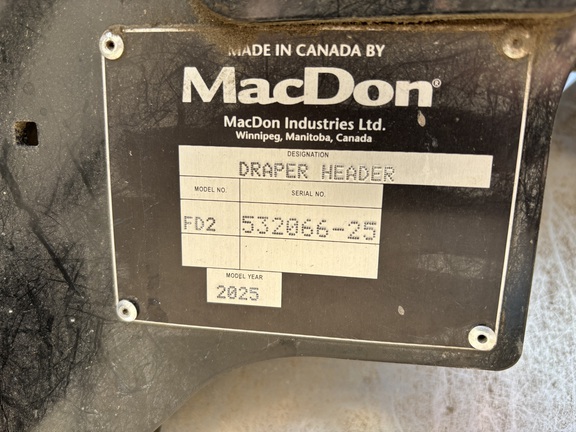 MADE IN CANADA BY
MacDon®
MacDon Industries Ltd.
Winnipeg, Manitoba, Canada
DESIGNATION
DRAPER HEADER
MODEL NO. SERIAL NO.
FD2 532066-25
MODEL YEAR
2025